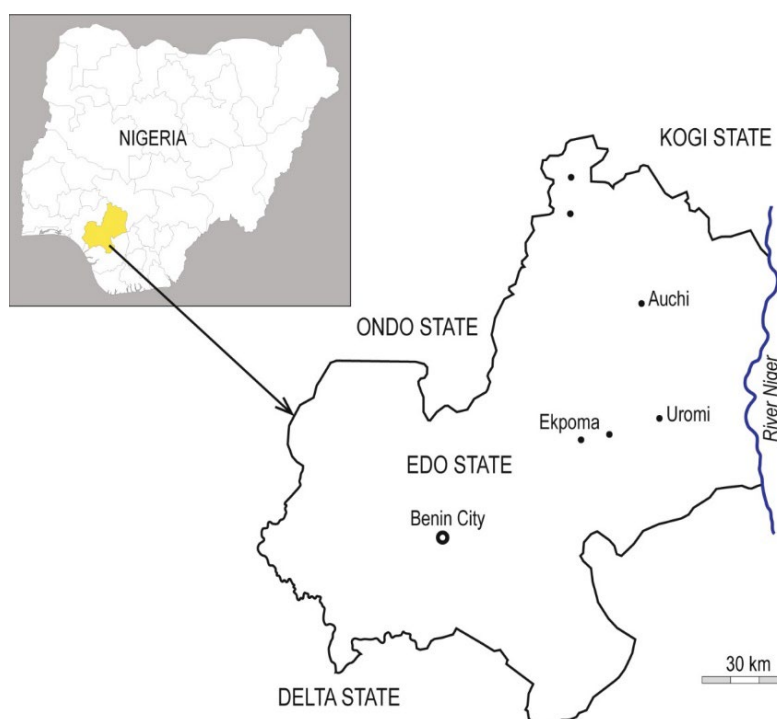 NIGERIA
KOGI STATE
Auchi
ONDO STATE
River Niger
Ekpoma
Uromi
EDO STATE
Benin City
30 km
DELTA STATE